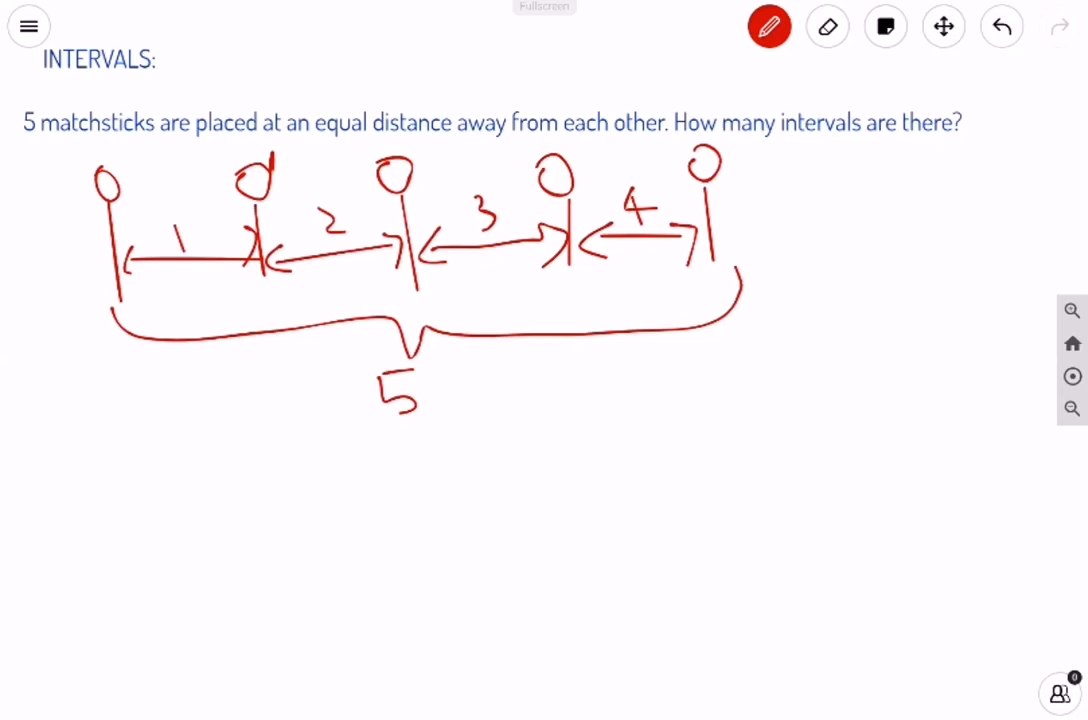 Fullscreen
INTERVALS:
5 matchsticks are placed at an equal distance away from each other. How many intervals are there?
1 2 3 4
5
0